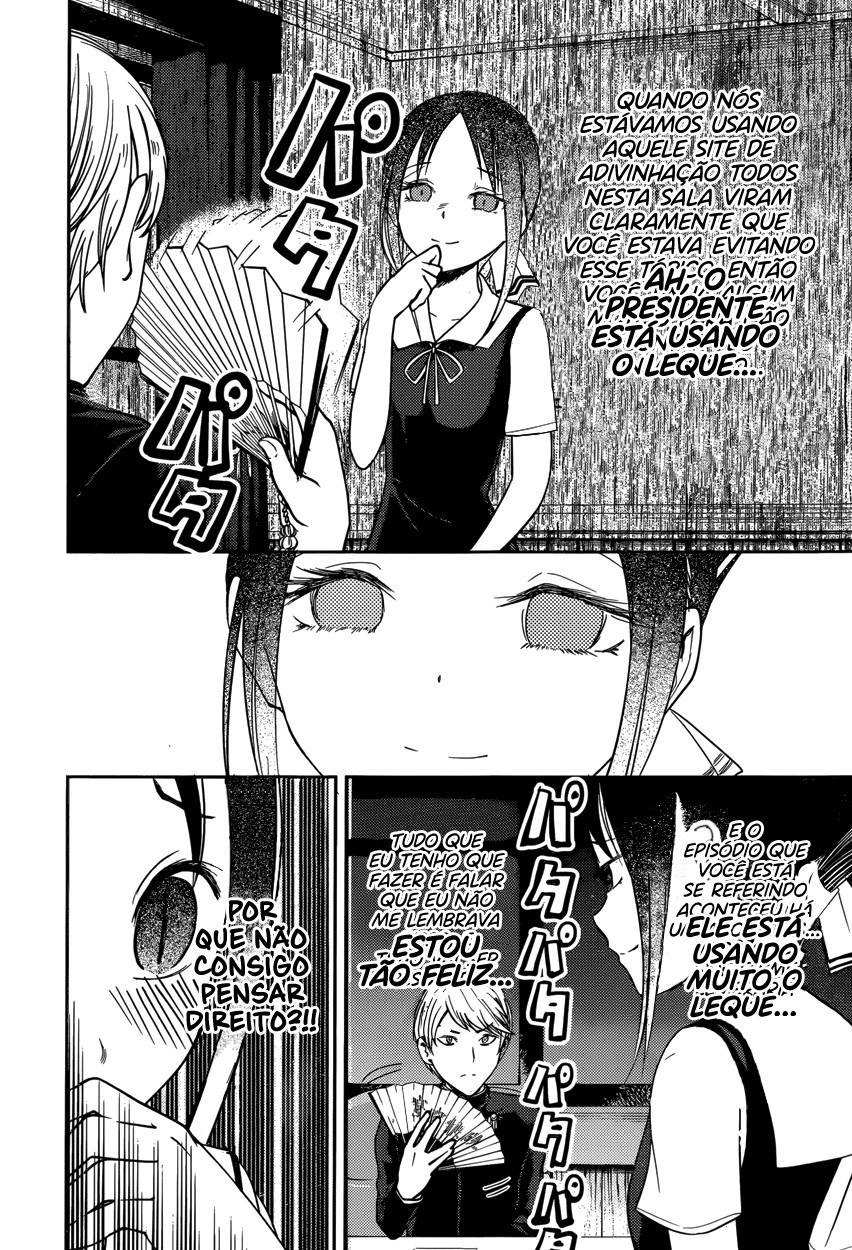 QUANDO NÓS
ESTÁVAMOS USANDO
AQUELE SITE DE
ADIVINHAÇÃO TODOS
NESTA SALA VIRAM
CLARAMENTE QUE
VOCÊ ESTAVA EVITANDO
ESSE ENTÃO
AH, O
PRESIDENTE
ESTÁ USANDO
O LEQUE...
パタ
パタ
E O
EPISÓDIO QUE
VOCÊ ESTÁ
SE REFERINDO
ACONTECEU HÁ
ELE ESTÁ
USANDO
MUITO O
LEQUE...
パタパタ
パタパタ
TUDO QUE
EU TENHO QUE
FAZER É FALAR
QUE EU NÃO
ME LEMBRAVA
ESTOU
TÃO FELIZ...
POR
QUE NÃO
CONSIGO
PENSAR
DIREITO?!!